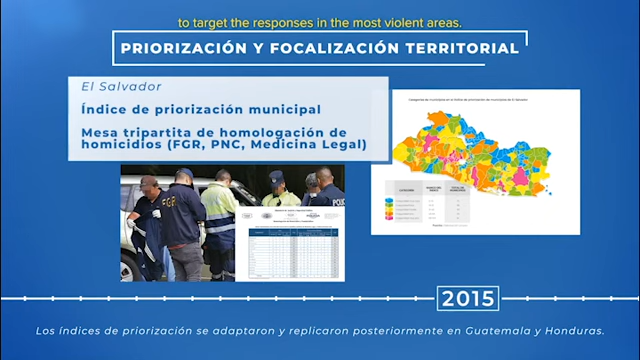 to target the responses in the most violent areas.
PRIORIZACIÓN Y FOCALIZACIÓN TERRITORIAL
El Salvador
Índice de priorización municipal
Mesa tripartita de homologación de
homicidios (FGR, PNC, Medicina Legal)
FGR
2015
Los índices de priorización se adaptaron y replicaron posteriormente en Guatemala y Honduras.